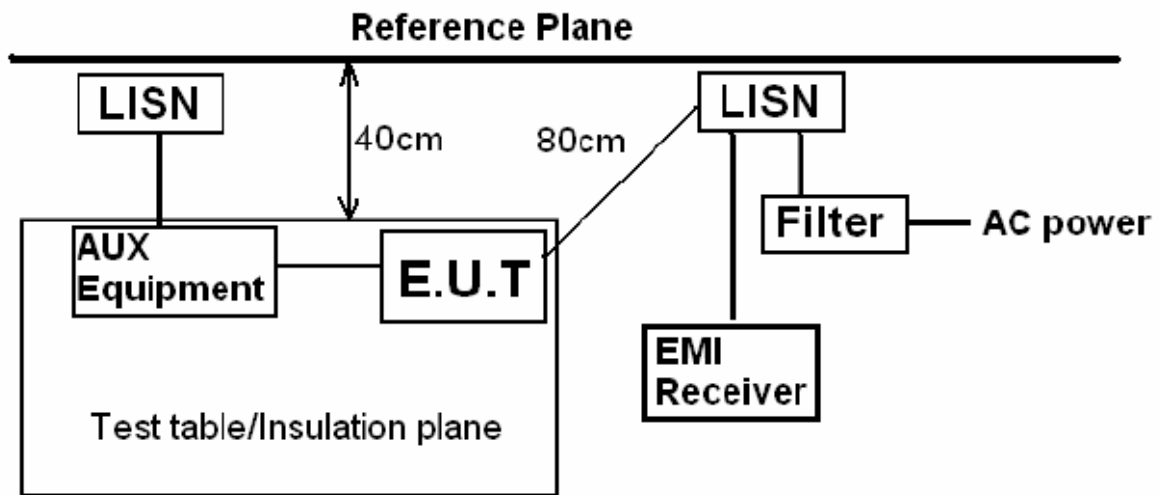 Reference Plane
LISN
40cm
80cm
LISN
Filter
AC power
AUX
Equipment
E.U.T
EMI
Receiver
Test table/Insulation plane